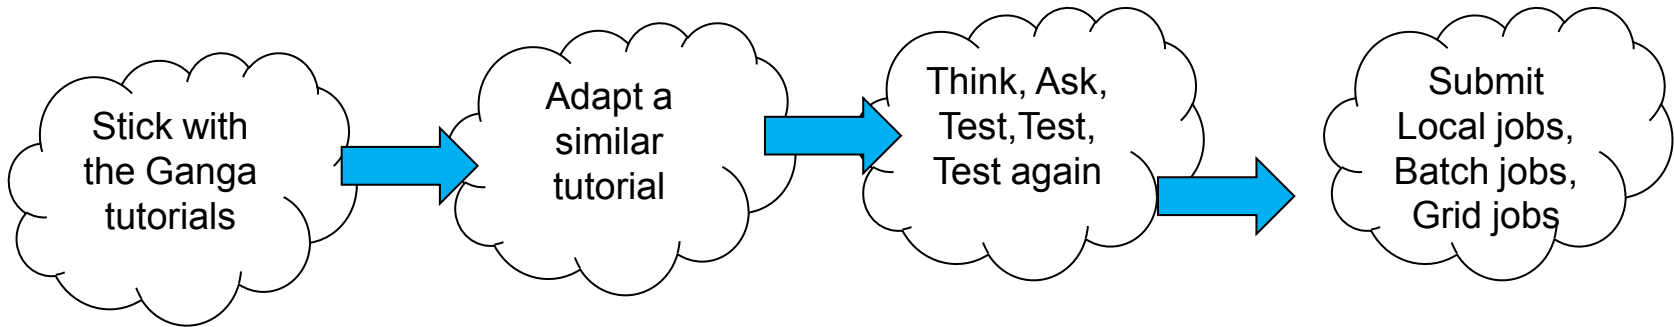 Stick with
the Ganga
tutorials
Adapt a
similar
tutorial
Think, Ask,
Test,Test,
Test again
Submit
Local jobs,
Batch jobs,
Grid jobs